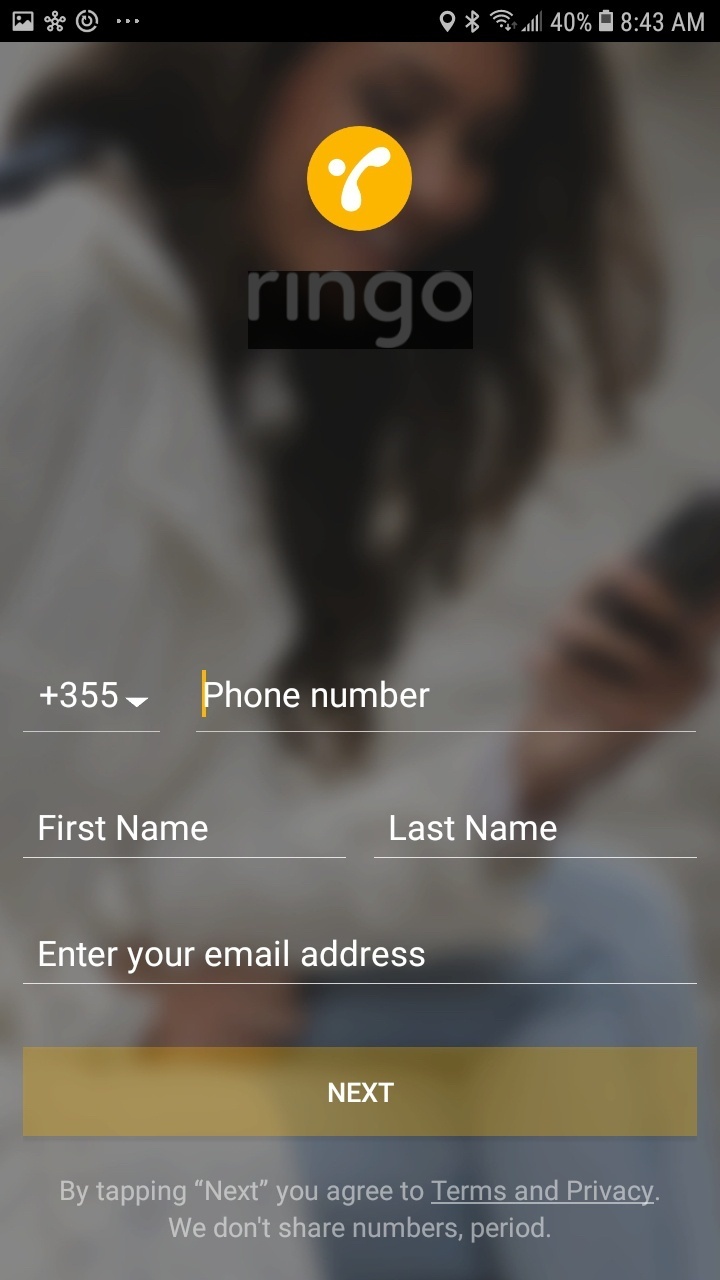 40% 8:43 AM
ringo
+355 Phone number
First Name Last Name
Enter your email address
NEXT
By tapping “Next” you agree to Terms and Privacy.
We don't share numbers, period.